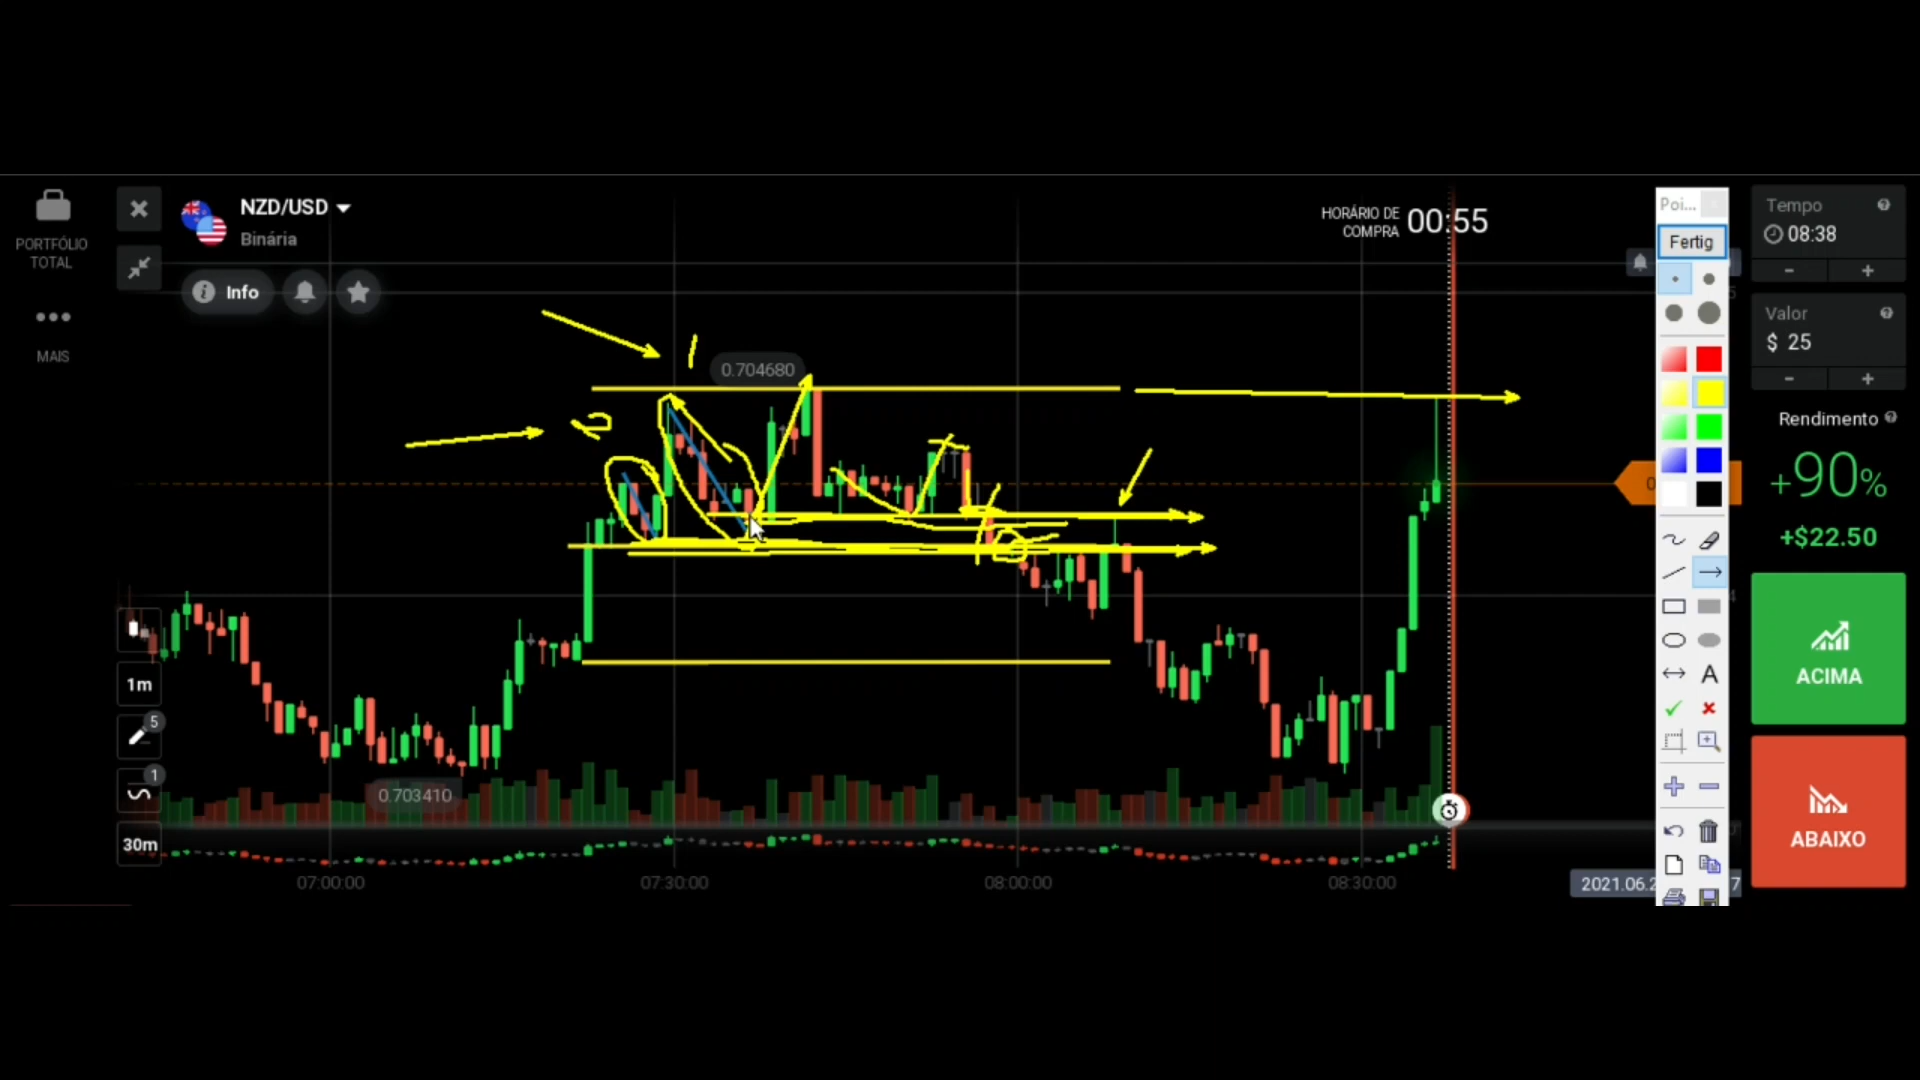 PORTFÓLIO
TOTAL
MAIS
NZD/USD
Binária
Info
HORÁRIO DE
COMPRA
00:55
0.704680
0.703410
1m
5
1
30m
07:00:00
07:30:00
08:00:00
08:30:00
2021.06.2
Poi...
Fertig
A
Tempo
08:38
- +
Valor
$ 25
- +
Rendimento
+90%
+$22.50
ACIMA
ABAIXO